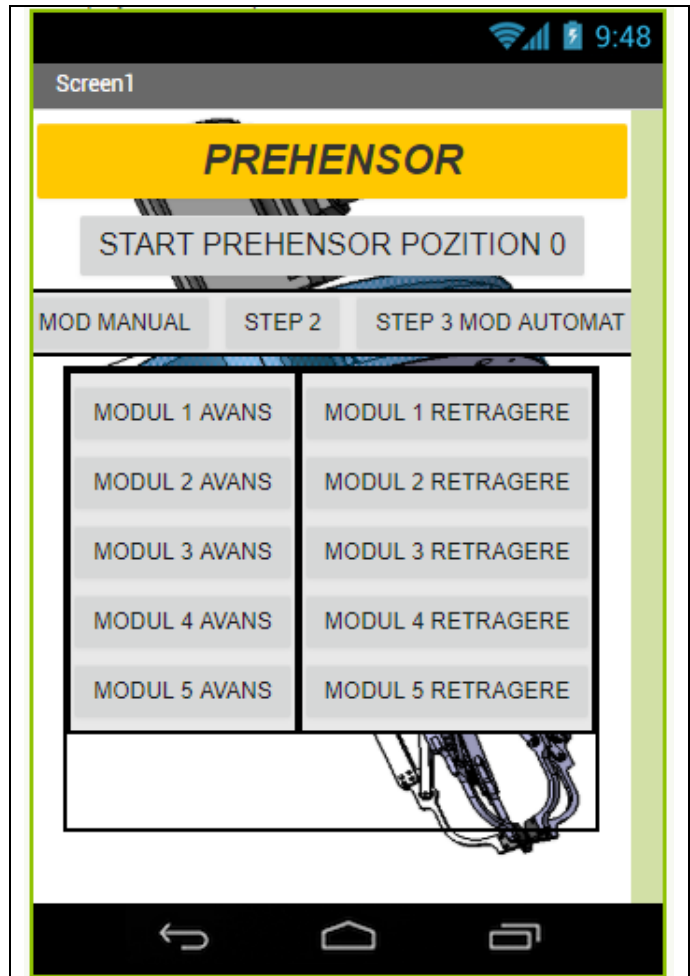 9:48
Screen1
PREHENSOR
START PREHENSOR POZITION 0
MOD MANUAL STEP 2 STEP 3 MOD AUTOMAT
MODUL 1 AVANS MODUL 1 RETRAGERE
MODUL 2 AVANS MODUL 2 RETRAGERE
MODUL 3 AVANS MODUL 3 RETRAGERE
MODUL 4 AVANS MODUL 4 RETRAGERE
MODUL 5 AVANS MODUL 5 RETRAGERE